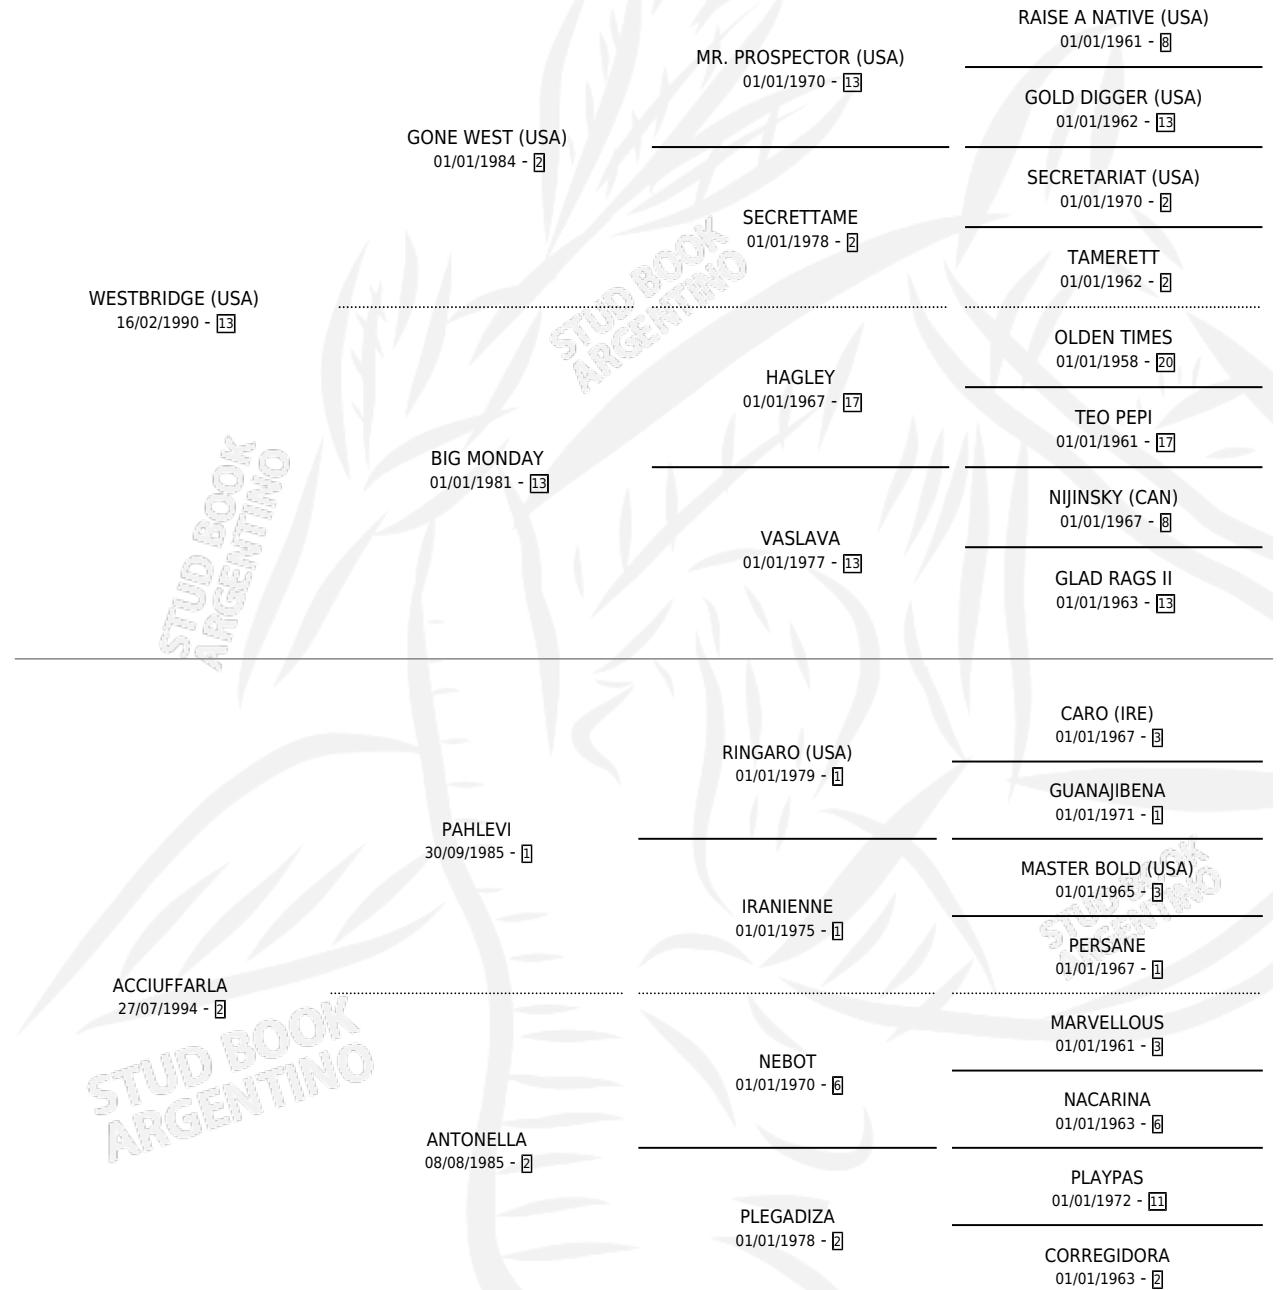 RAISE A NATIVE (USA)
01/01/1961 - 8
MR. PROSPECTOR (USA)
01/01/1970 - 13
GOLD DIGGER (USA)
01/01/1962 - 13
GONE WEST (USA)
01/01/1984 - 2
SECRETARIAT (USA)
01/01/1970 - 2
SECRETTAME
01/01/1978 - 2
TAMERETT
01/01/1962 - 2
WESTBRIDGE (USA)
16/02/1990 - 13
OLDEN TIMES
01/01/1958 - 20
HAGLEY
01/01/1967 - 17
TEO PEPI
01/01/1961 - 17
BIG MONDAY
01/01/1981 - 13
NIJINSKY (CAN)
01/01/1967 - 8
VASLAVA
01/01/1977 - 13
GLAD RAGS II
01/01/1963 - 13
CARO (IRE)
01/01/1967 - 3
RINGARO (USA)
01/01/1979 - 1
GUANAJIBENA
01/01/1971 - 1
PAHLEVI
30/09/1985 - 1
MASTER BOLD (USA)
01/01/1965 - 3
IRANIENNE
01/01/1975 - 1
PERSANE
01/01/1967 - 1
ACCIUFFARLA
27/07/1994 - 2
MARVELLOUS
01/01/1961 - 3
NEBOT
01/01/1970 - 6
NACARINA
01/01/1963 - 6
ANTONELLA
08/08/1985 - 2
PLAYPAS
01/01/1972 - 11
PLEGADIZA
01/01/1978 - 2
CORREGIDORA
01/01/1963 - 2
STUD BOOK
ARGENTINO
STUD BOOK
ARGENTINO
STUD BOOK
ARGENTINO
STUD BOOK
ARGENTINO